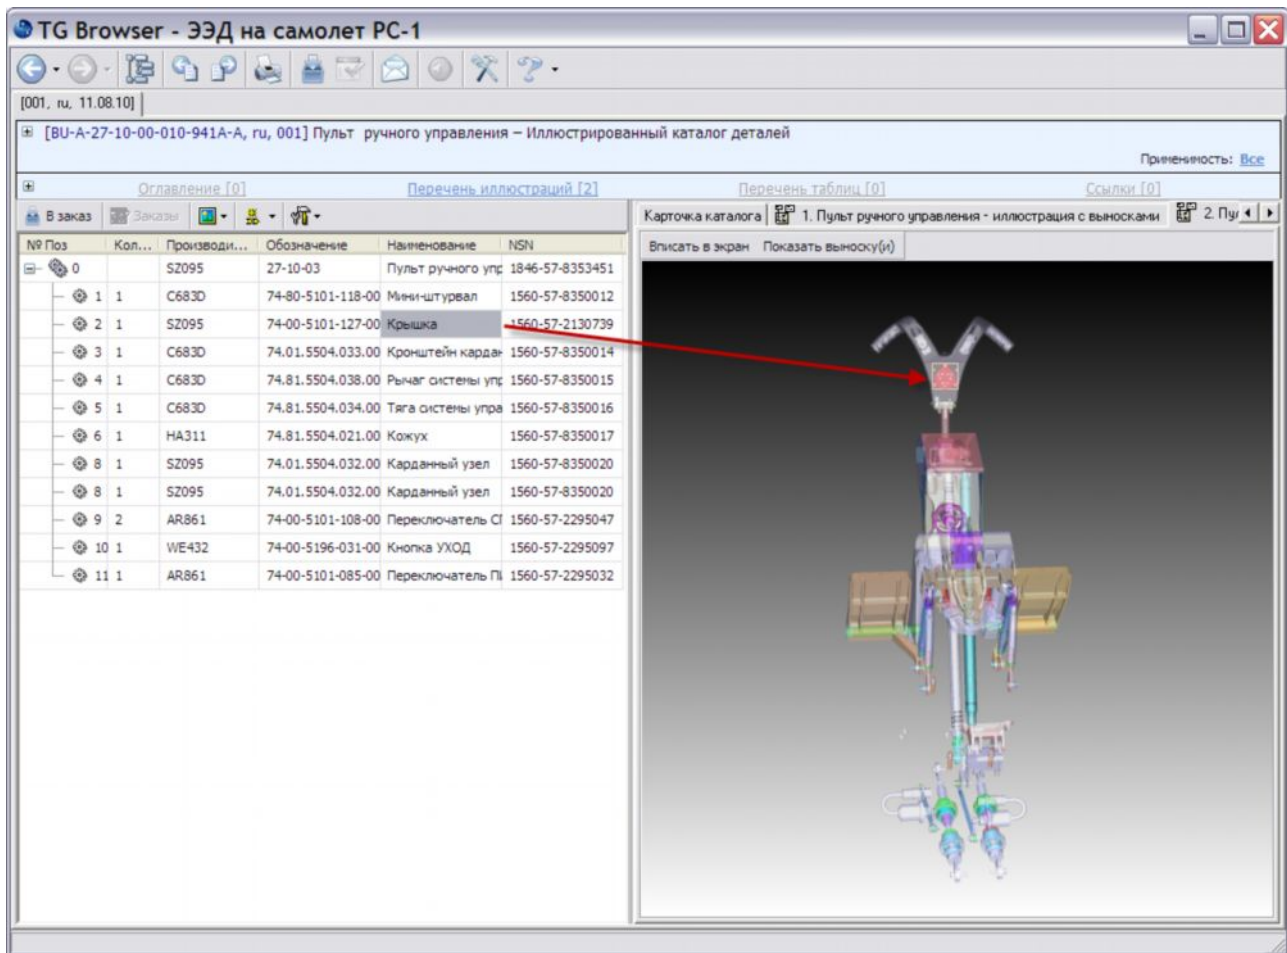 TG Browser - ЭЭД на самолет РС-1
[001, ru, 11.08.10]
[BU-A-27-10-00-010-941A-A, ru, 001] Пульт ручного управления – Иллюстрированный каталог деталей
Применимость: Все
Оглавление [0] Перечень иллюстраций [2] Перечень таблиц [0] Ссылки [0]
В заказ Заказы Карточка каталога 1. Пульт ручного управления - иллюстрация с выносками 2. Пу
№ Поз Кол... Производи... Обозначение Наименование NSN Вписать в экран Показать выноску(и)
0 SZ095 27-10-03 Пульт ручного упр 1846-57-8353451
1 1 C683D 74-80-5101-118-00 Мини-штурвал 1560-57-8350012
2 1 SZ095 74-00-5101-127-00 Крышка 1560-57-2130739
3 1 C683D 74.01.5504.033.00 Кронштейн кардан 1560-57-8350014
4 1 C683D 74.81.5504.038.00 Рычаг системы упр 1560-57-8350015
5 1 C683D 74.81.5504.034.00 Тяга системы упра 1560-57-8350016
6 1 HA311 74.81.5504.021.00 Кожух 1560-57-8350017
8 1 SZ095 74.01.5504.032.00 Карданный узел 1560-57-8350020
8 1 SZ095 74.01.5504.032.00 Карданный узел 1560-57-8350020
9 2 AR861 74-00-5101-108-00 Переключатель СП 1560-57-2295047
10 1 WE432 74-00-5196-031-00 Кнопка УХОД 1560-57-2295097
11 1 AR861 74-00-5101-085-00 Переключатель 1560-57-2295032